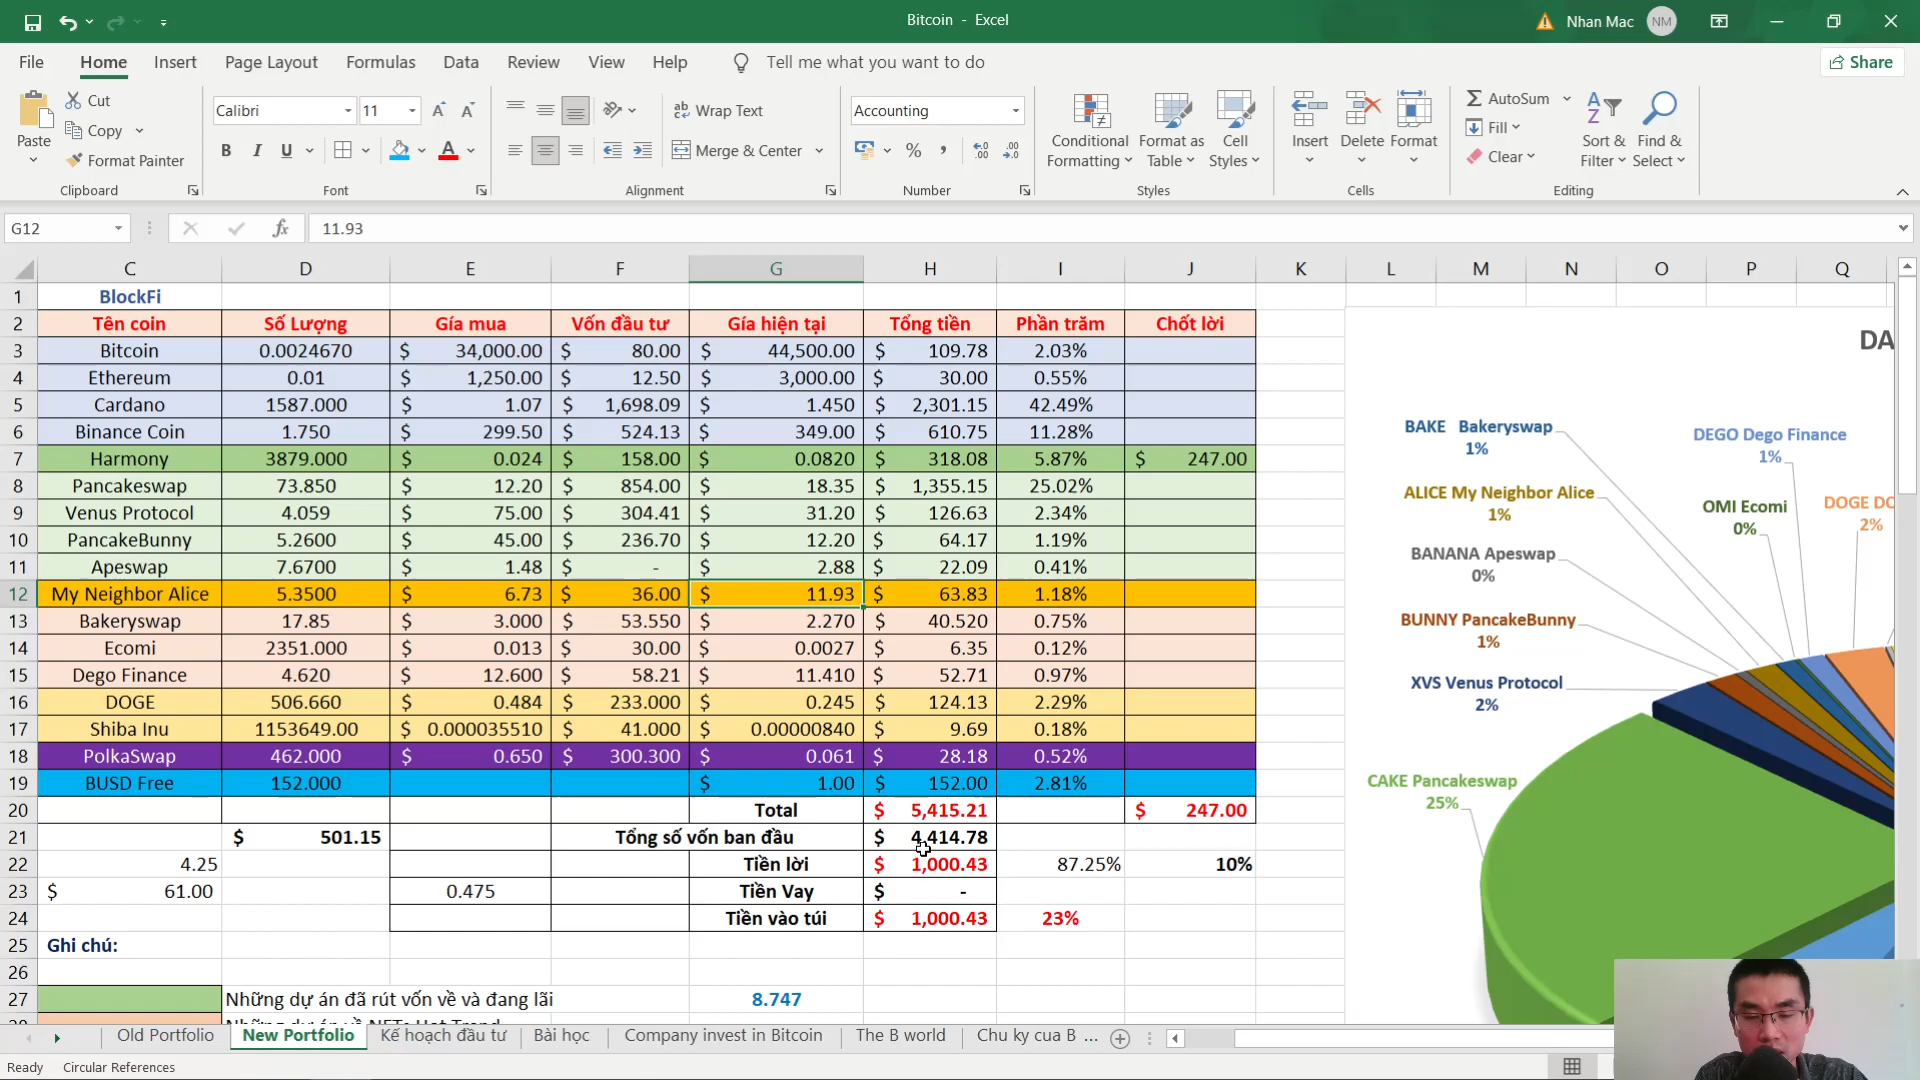 Bitcoin - Excel
Nhan Mac NM
File Home Insert Page Layout Formulas Data Review View Help Tell me what you want to do Share
Paste Cut Copy Format Painter
Calibri 11
B I U A
Wrap Text
Merge & Center
Accounting
% ,
Conditional Formatting Format as Table Cell Styles
Insert Delete Format
AutoSum Fill Clear
Sort & Filter Find & Select
Clipboard Font Alignment Number Styles Cells Editing
G12 fx 11.93
C D E F G H I J K L M N O P Q
1 BlockFi
2 Tên coin Số Lượng Gía mua Vốn đầu tư Gía hiện tại Tổng tiền Phần trăm Chốt lời
3 Bitcoin 0.0024670 $ 34,000.00 $ 80.00 $ 44,500.00 $ 109.78 2.03%
4 Ethereum 0.01 $ 1,250.00 $ 12.50 $ 3,000.00 $ 30.00 0.55%
5 Cardano 1587.000 $ 1.07 $ 1,698.09 $ 1.450 $ 2,301.15 42.49%
6 Binance Coin 1.750 $ 299.50 $ 524.13 $ 349.00 $ 610.75 11.28%
7 Harmony 3879.000 $ 0.024 $ 158.00 $ 0.0820 $ 318.08 5.87% $ 247.00
8 Pancakeswap 73.850 $ 12.20 $ 854.00 $ 18.35 $ 1,355.15 25.02%
9 Venus Protocol 4.059 $ 75.00 $ 304.41 $ 31.20 $ 126.63 2.34%
10 PancakeBunny 5.2600 $ 45.00 $ 236.70 $ 12.20 $ 64.17 1.19%
11 Apeswap 7.6700 $ 1.48 $ - $ 2.88 $ 22.09 0.41%
12 My Neighbor Alice 5.3500 $ 6.73 $ 36.00 $ 11.93 $ 63.83 1.18%
13 Bakeryswap 17.85 $ 3.000 $ 53.550 $ 2.270 $ 40.520 0.75%
14 Ecomi 2351.000 $ 0.013 $ 30.00 $ 0.0027 $ 6.35 0.12%
15 Dego Finance 4.620 $ 12.600 $ 58.21 $ 11.410 $ 52.71 0.97%
16 DOGE 506.660 $ 0.484 $ 233.000 $ 0.245 $ 124.13 2.29%
17 Shiba Inu 1153649.00 $ 0.000035510 $ 41.000 $ 0.00000840 $ 9.69 0.18%
18 PolkaSwap 462.000 $ 0.650 $ 300.300 $ 0.061 $ 28.18 0.52%
19 BUSD Free 152.000 $ 1.00 $ 152.00 2.81%
20 Total $ 5,415.21 $ 247.00
21 $ 501.15 Tổng số vốn ban đầu $ 4,414.78
22 4.25 Tiền lời $ 1,000.43 87.25% 10%
23 $ 61.00 0.475 Tiền Vay $ -
24 Tiền vào túi $ 1,000.43 23%
25 Ghi chú:
26
27 Những dự án đã rút vốn về và đang lãi 8.747
DA
BAKE Bakeryswap
1%
DEGO Dego Finance
1%
ALICE My Neighbor Alice
1%
OMI Ecomi
0%
DOGE DO
2%
BANANA Apeswap
0%
BUNNY PancakeBunny
1%
XVS Venus Protocol
2%
CAKE Pancakeswap
25%
Old Portfolio New Portfolio Kế hoạch đầu tư Bài học Company invest in Bitcoin The B world Chu ky cua B ...
Ready Circular References